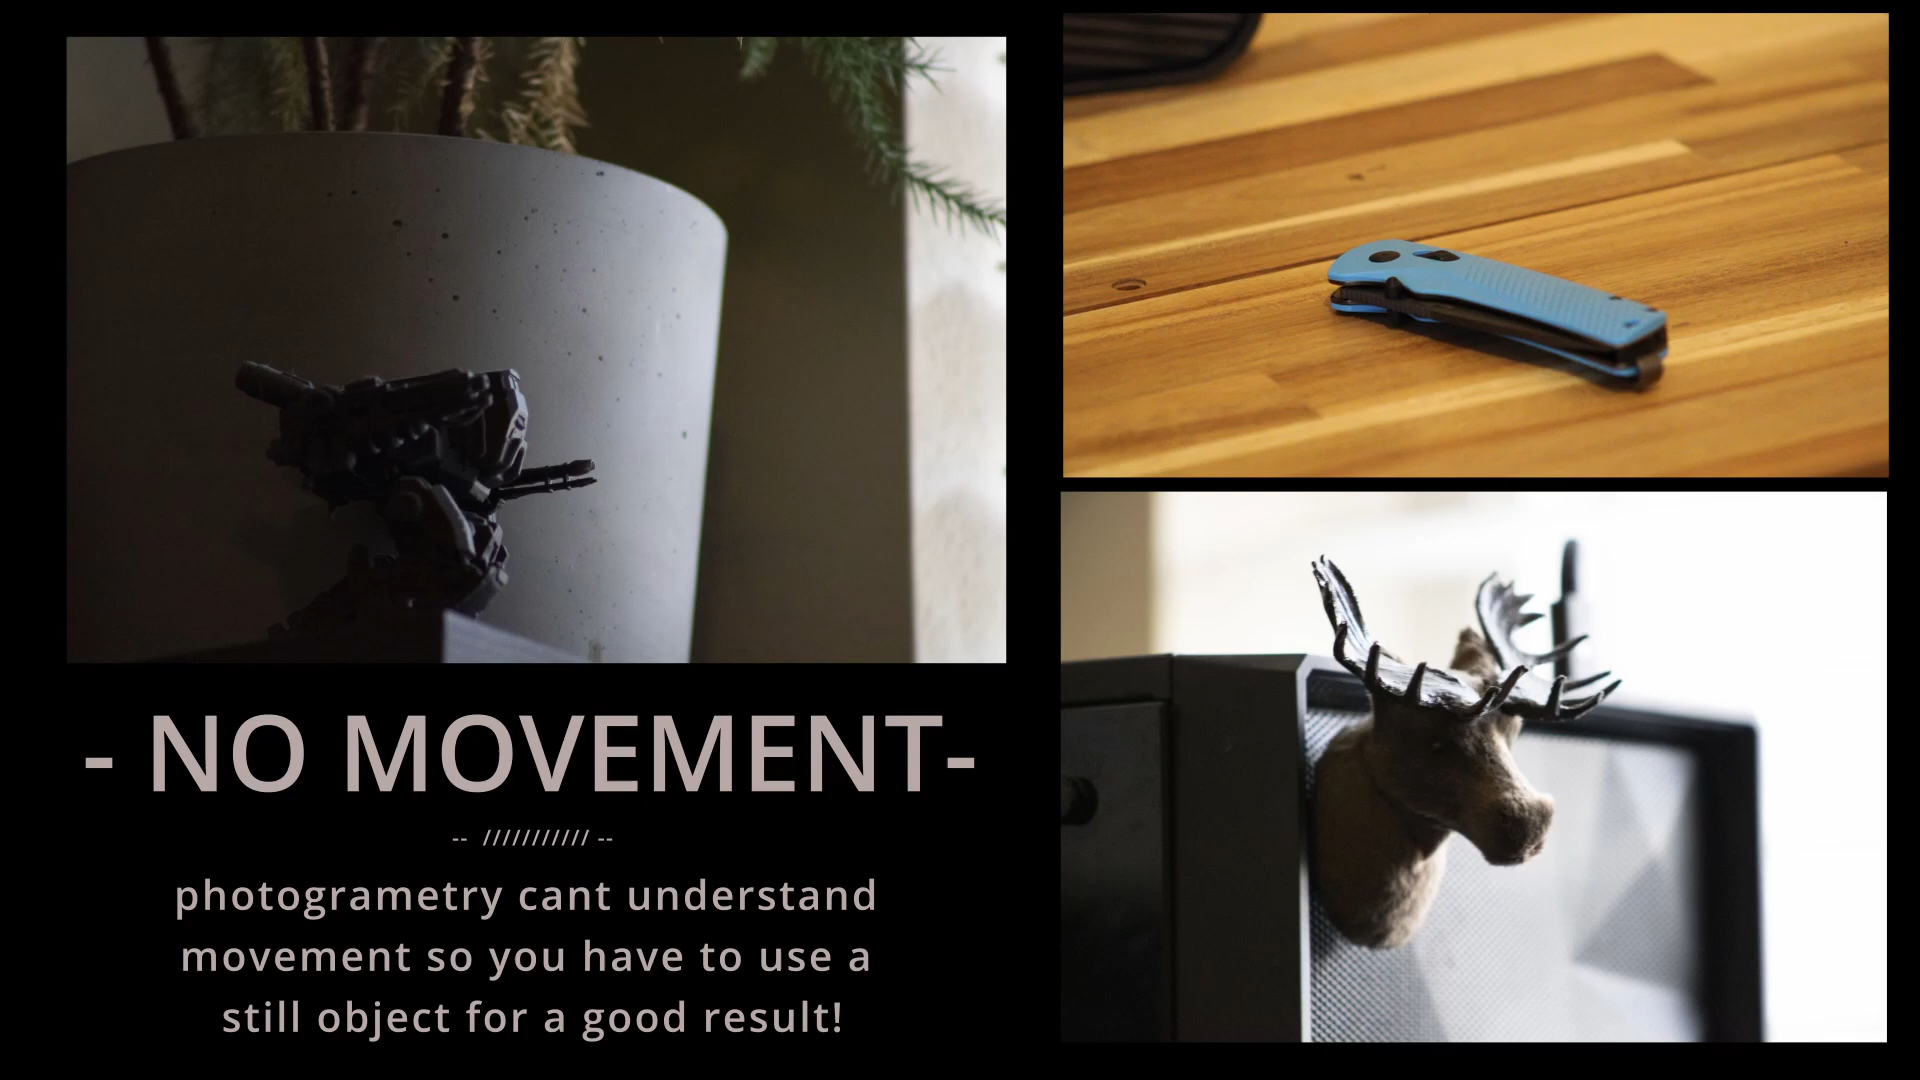 - NO MOVEMENT-
-- /////////// --
photogrametry cant understand
movement so you have to use a
still object for a good result!